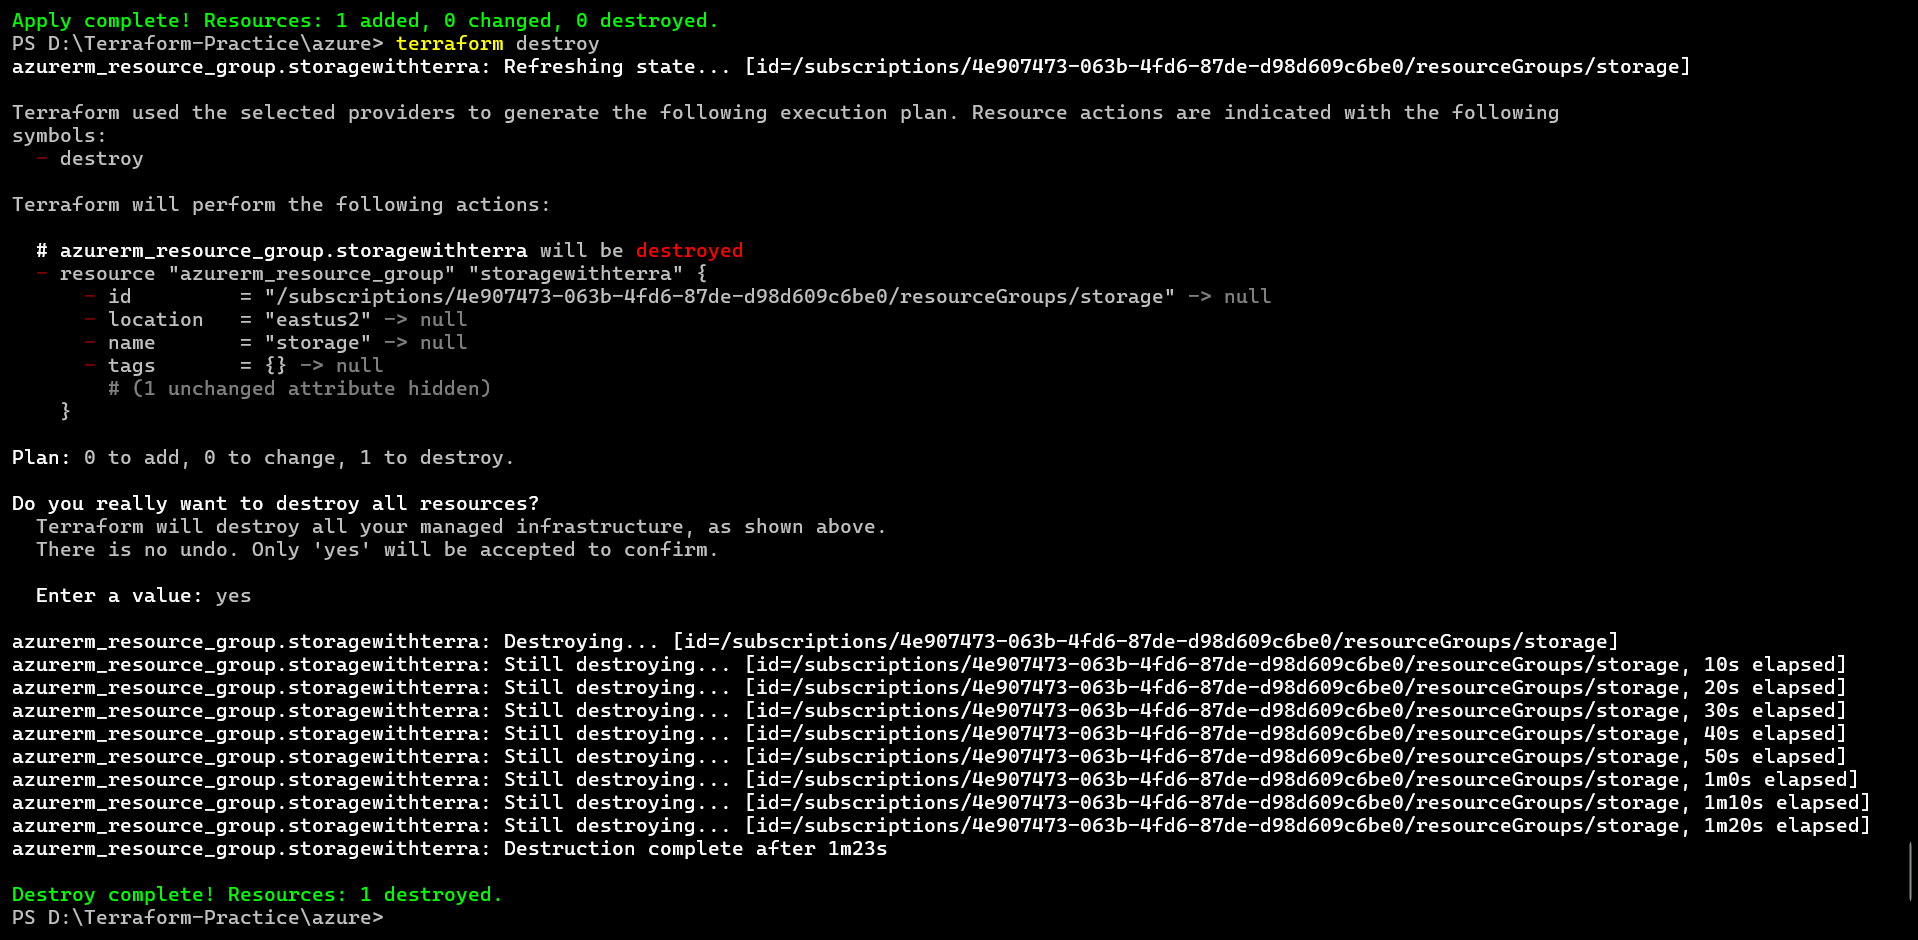 Apply complete! Resources: 1 added, 0 changed, 0 destroyed.
PS D:\Terraform-Practice\azure> terraform destroy
azurerm_resource_group.storagewithterra: Refreshing state... [id=/subscriptions/4e907473-063b-4fd6-87de-d98d609c6be0/resourceGroups/storage]

Terraform used the selected providers to generate the following execution plan. Resource actions are indicated with the following
symbols:
  - destroy

Terraform will perform the following actions:

  # azurerm_resource_group.storagewithterra will be destroyed
  - resource "azurerm_resource_group" "storagewithterra" {
      - id         = "/subscriptions/4e907473-063b-4fd6-87de-d98d609c6be0/resourceGroups/storage" -> null
      - location   = "eastus2" -> null
      - name       = "storage" -> null
      - tags       = {} -> null
        # (1 unchanged attribute hidden)
    }

Plan: 0 to add, 0 to change, 1 to destroy.

Do you really want to destroy all resources?
  Terraform will destroy all your managed infrastructure, as shown above.
  There is no undo. Only 'yes' will be accepted to confirm.

  Enter a value: yes

azurerm_resource_group.storagewithterra: Destroying... [id=/subscriptions/4e907473-063b-4fd6-87de-d98d609c6be0/resourceGroups/storage]
azurerm_resource_group.storagewithterra: Still destroying... [id=/subscriptions/4e907473-063b-4fd6-87de-d98d609c6be0/resourceGroups/storage, 10s elapsed]
azurerm_resource_group.storagewithterra: Still destroying... [id=/subscriptions/4e907473-063b-4fd6-87de-d98d609c6be0/resourceGroups/storage, 20s elapsed]
azurerm_resource_group.storagewithterra: Still destroying... [id=/subscriptions/4e907473-063b-4fd6-87de-d98d609c6be0/resourceGroups/storage, 30s elapsed]
azurerm_resource_group.storagewithterra: Still destroying... [id=/subscriptions/4e907473-063b-4fd6-87de-d98d609c6be0/resourceGroups/storage, 40s elapsed]
azurerm_resource_group.storagewithterra: Still destroying... [id=/subscriptions/4e907473-063b-4fd6-87de-d98d609c6be0/resourceGroups/storage, 50s elapsed]
azurerm_resource_group.storagewithterra: Still destroying... [id=/subscriptions/4e907473-063b-4fd6-87de-d98d609c6be0/resourceGroups/storage, 1m0s elapsed]
azurerm_resource_group.storagewithterra: Still destroying... [id=/subscriptions/4e907473-063b-4fd6-87de-d98d609c6be0/resourceGroups/storage, 1m10s elapsed]
azurerm_resource_group.storagewithterra: Still destroying... [id=/subscriptions/4e907473-063b-4fd6-87de-d98d609c6be0/resourceGroups/storage, 1m20s elapsed]
azurerm_resource_group.storagewithterra: Destruction complete after 1m23s

Destroy complete! Resources: 1 destroyed.
PS D:\Terraform-Practice\azure>